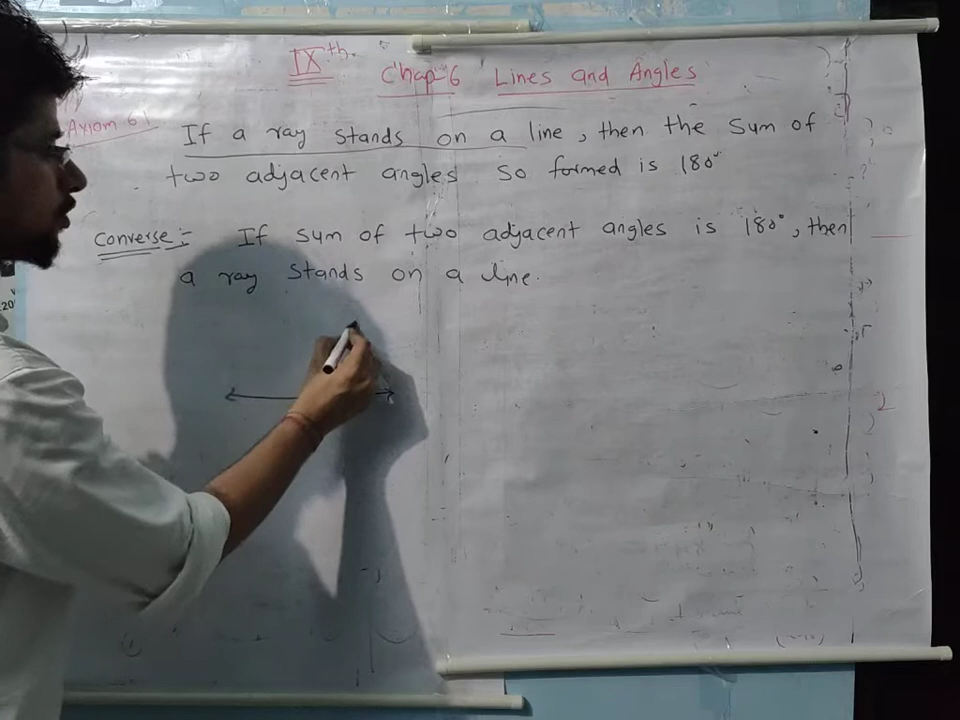 IXth.
Chap-6 Lines and Angles
Axiom 6.1
If a ray stands on a line, then the sum of
two adjacent angles so formed is 180°
Converse :- If sum of two adjacent angles is 180°, then
a ray stands on a line.